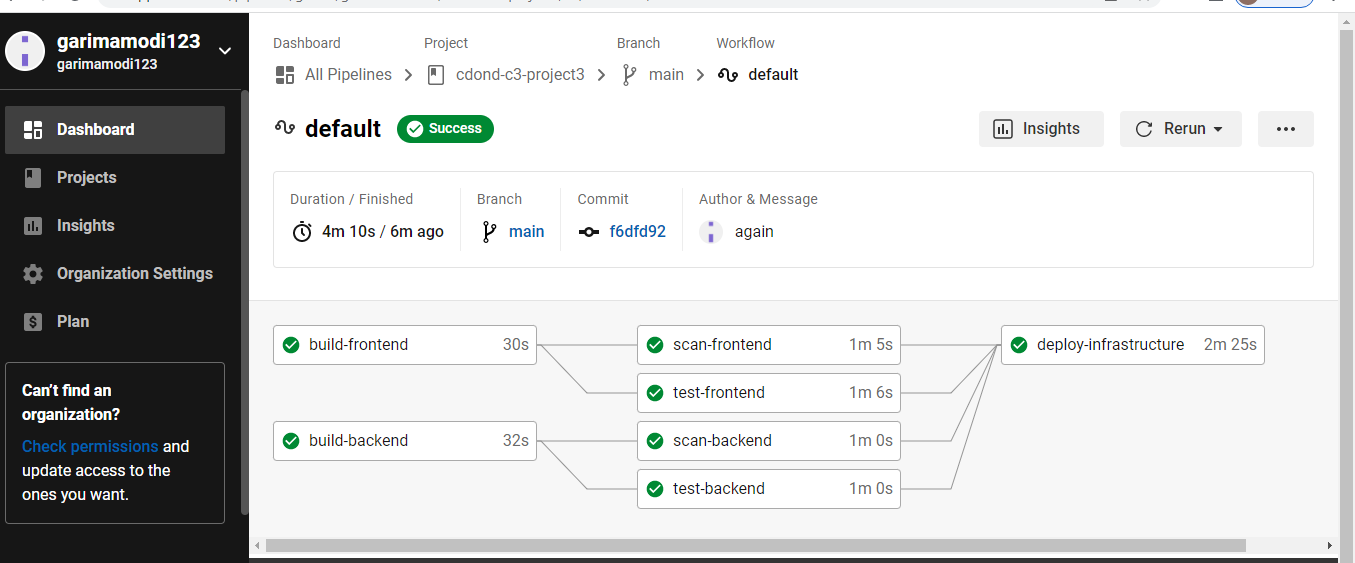 garimamodi123
garimamodi123
Dashboard
Projects
Insights
Organization Settings
Plan
Can't find an
organization?
Check permissions and
update access to the
ones you want.
Dashboard Project Branch Workflow
All Pipelines cdond-c3-project3 main default
default Success Insights Rerun
Duration / Finished Branch Commit Author & Message
4m 10s / 6m ago main f6dfd92 again
build-frontend 30s scan-frontend 1m 5s deploy-infrastructure 2m 25s
test-frontend 1m 6s
build-backend 32s scan-backend 1m 0s
test-backend 1m 0s